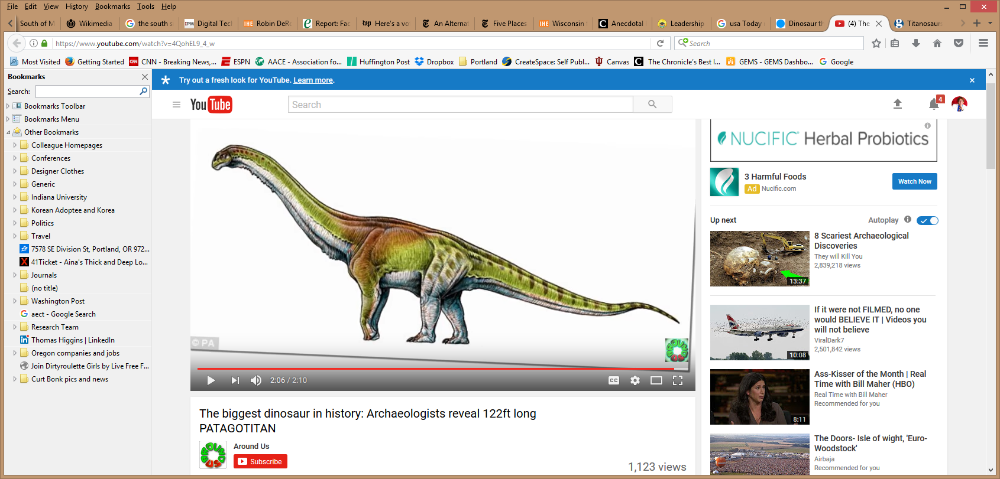 File Edit View History Bookmarks Tools Help
South of M
Wikimedia
the south s
IPM Digital Tec
IHE Robin DeRo
Report: Fac
wp Here's a vo
An Alternat
Five Places
IHE Wisconsin
C Anecdotal
Leadership
usa Today
Dinosaur th
(4) The
Titanosaur
https://www.youtube.com/watch?v=4QohEL9_4_w
Search
Most Visited Getting Started CNN - Breaking News,... ESPN AACE - Association fo... Huffington Post Dropbox Portland CreateSpace: Self Publ... Canvas The Chronicle's Best I... GEMS - GEMS Dashbo... Google
Bookmarks
Search:
Bookmarks Toolbar
Bookmarks Menu
Other Bookmarks
Colleague Homepages
Conferences
Designer Clothes
Generic
Indiana University
Korean Adoptee and Korea
Politics
Travel
7578 SE Division St, Portland, OR 972...
41Ticket - Aina's Thick and Deep Lo...
Journals
(no title)
Washington Post
aect - Google Search
Research Team
Thomas Higgins | LinkedIn
Oregon companies and jobs
Join Dirtyroulette Girls by Live Free F...
Curt Bonk pics and news
Try out a fresh look for YouTube. Learn more.
YouTube
Search
4
© PA
AROUND US
2:06 / 2:10
CC
The biggest dinosaur in history: Archaeologists reveal 122ft long
PATAGOTITAN
AROUND US
Around Us
Subscribe
1,123 views
NUCIFIC® Herbal Probiotics
3 Harmful Foods
Ad Nucific.com
Watch Now
Up next
Autoplay
8 Scariest Archaeological
Discoveries
They will Kill You
2,839,218 views
13:37
If it were not FILMED, no one
would BELIEVE IT | Videos you
will not believe
ViralDark7
2,501,842 views
10:08
Ass-Kisser of the Month | Real
Time with Bill Maher (HBO)
Real Time with Bill Maher
Recommended for you
8:11
The Doors- Isle of wight, 'Euro-
Woodstock'
Airbaja
Recommended for you